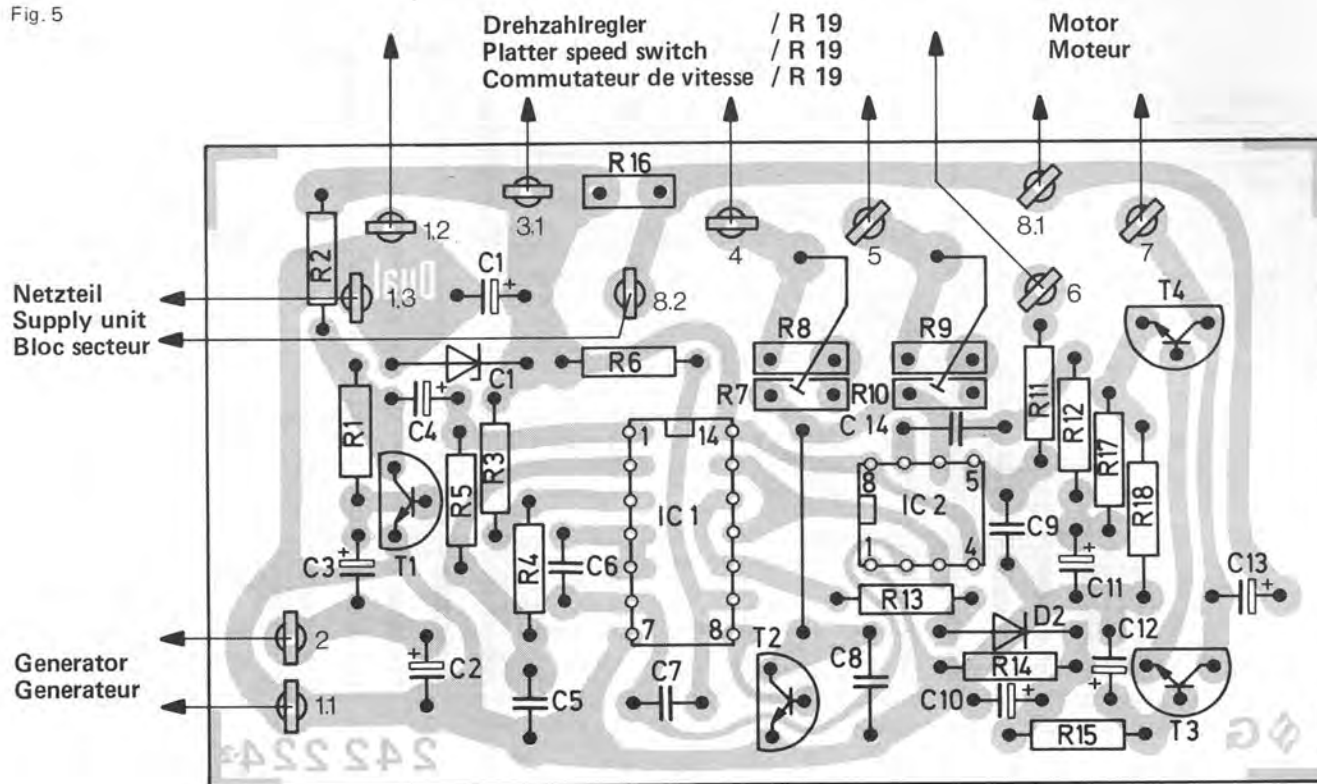 Fig. 5
Drehzahlregler / R 19
Platter speed switch / R 19
Commutateur de vitesse / R 19
Motor
Moteur
R16
3.1
8.1
1.2
4
5
7
R2
C1
+
Dual
6
T4
Netzteil
Supply unit
Bloc secteur
1.3
8.2
R8
R9
C1
R6
R7
R10
R11
R12
+
C4
R1
R3
1
14
C 14
R17
R5
8
5
R18
IC 1
IC 2
C9
T1
1
4
+
C3
R4
C6
+
C11
C13
+
R13
2
7
8
T2
D2
C12
Generator
Generateur
+
C2
C8
R14
+
C5
C7
C10
+
1.1
R15
T3
242 224
G